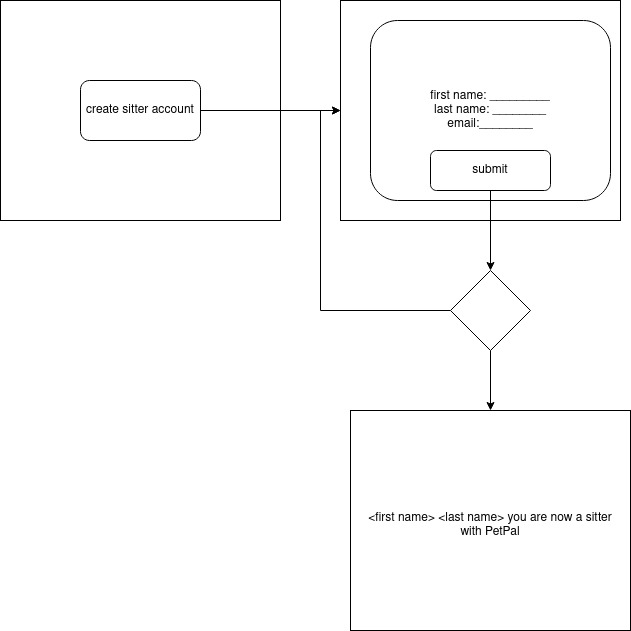 create sitter account
first name: _________
last name: ________
email:________
submit
<first name> <last name> you are now a sitter
with PetPal